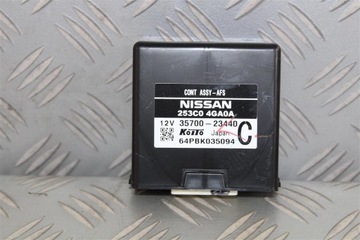 CONT ASSY-AFS
NISSAN
253C0 4GA0A
12V 35700-23440
KOITO Japan C
64PBK035094